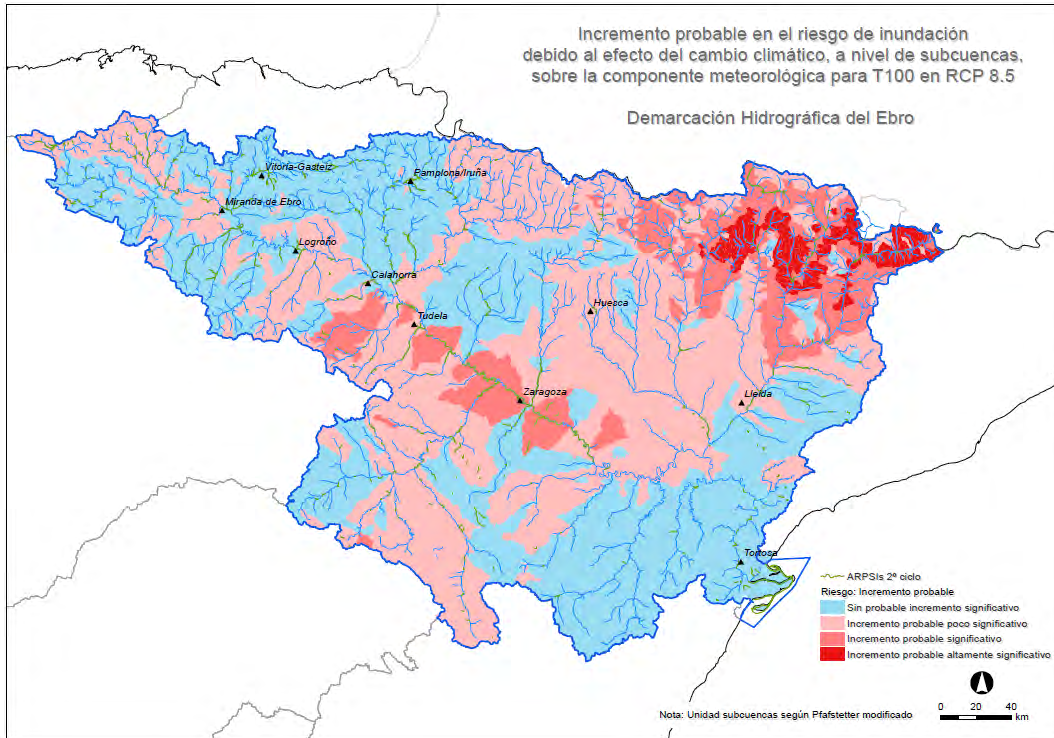 Incremento probable en el riesgo de inundación
debido al efecto del cambio climático, a nivel de subcuencas,
sobre la componente meteorológica para T100 en RCP 8.5
Demarcación Hidrográfica del Ebro
Vitoria-Gasteiz
Pamplona/Iruña
Miranda de Ebro
Logroño
Calahorra
Tudela
Huesca
Zaragoza
Lleida
Tortosa
ARPSIs 2º ciclo
Riesgo: Incremento probable
Sin probable incremento significativo
Incremento probable poco significativo
Incremento probable significativo
Incremento probable altamente significativo
Nota: Unidad subcuencas según Pfafstetter modificado
0 20 40
km